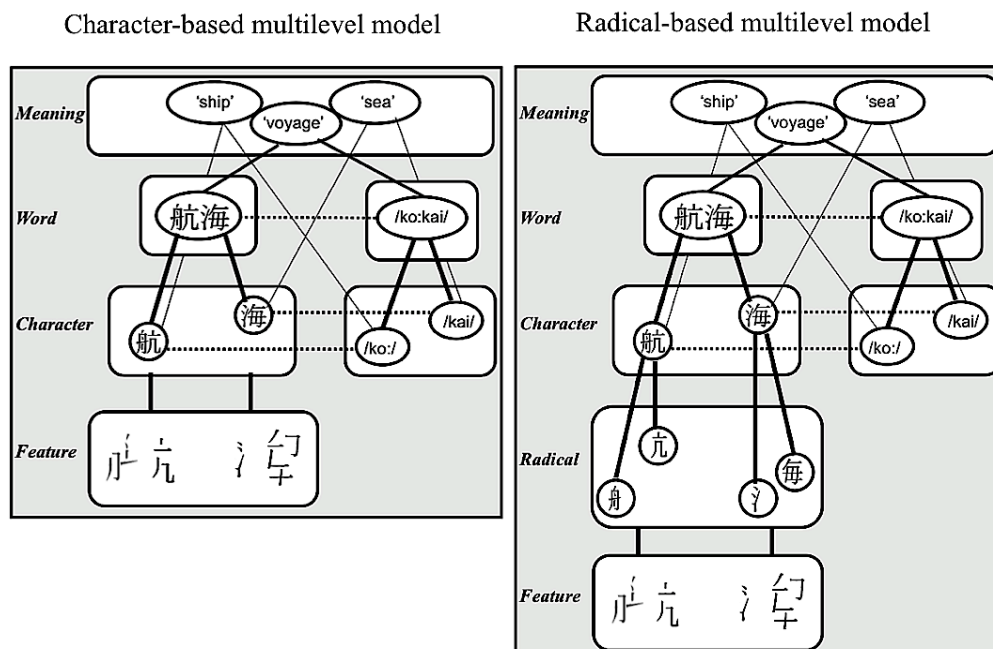 Character-based multilevel model
Radical-based multilevel model
Meaning
'ship'
'sea'
'voyage'
Word
航海
/ko:kai/
Character
航
海
/ko:/
/kai/
Feature
Meaning
'ship'
'sea'
'voyage'
Word
航海
/ko:kai/
Character
航
海
/ko:/
/kai/
Radical
舟
亢
氵
毎
Feature